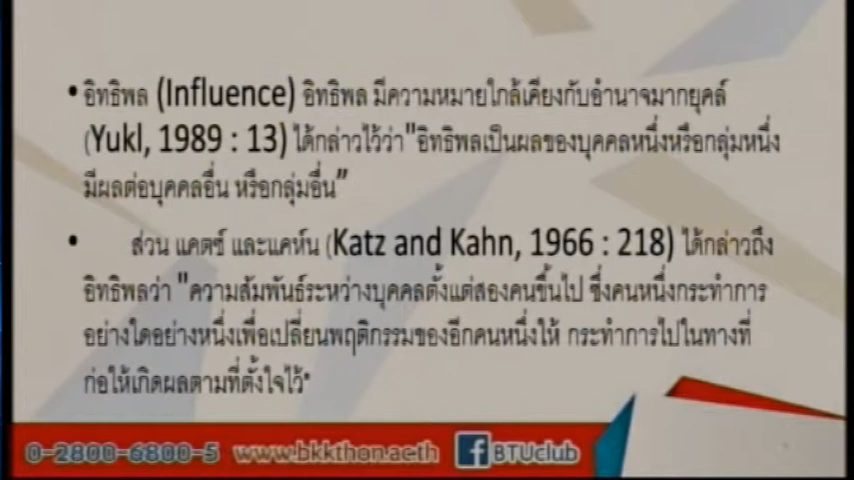 • อิทธิพล (Influence) อิทธิพล มีความหมายใกล้เคียงกับอำนาจมากยุคล์
(Yukl, 1989 : 13) ได้กล่าวไว้ว่า"อิทธิพลเป็นผลของบุคคลหนึ่งหรือกลุ่มหนึ่ง
มีผลต่อบุคคลอื่น หรือกลุ่มอื่น”
• ส่วน แคตซ์ และแคห์น (Katz and Kahn, 1966 : 218) ได้กล่าวถึง
อิทธิพลว่า "ความสัมพันธ์ระหว่างบุคคลตั้งแต่สองคนขึ้นไป ซึ่งคนหนึ่งกระทำการ
อย่างใดอย่างหนึ่งเพื่อเปลี่ยนพฤติกรรมของอีกคนหนึ่งให้ กระทำการไปในทางที่
ก่อให้เกิดผลตามที่ตั้งใจไว้"
0-2800-6800-5 www.bkkthon.ac.th f BTUclub